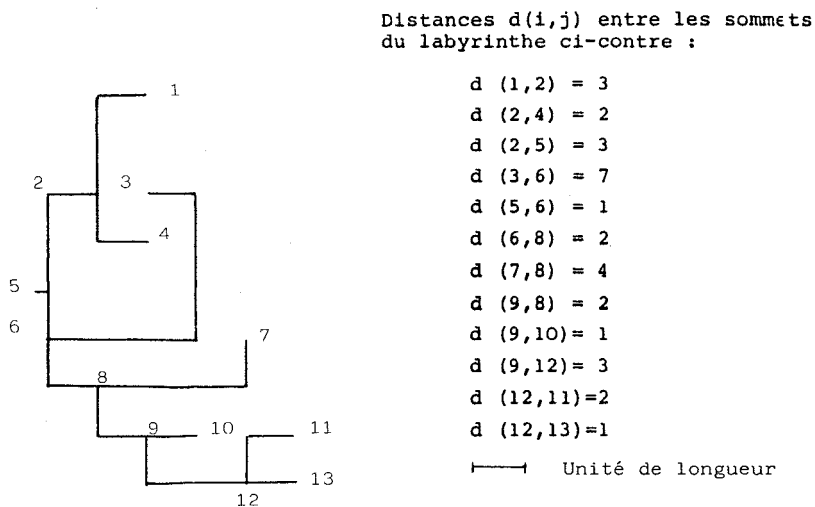 Distances d(i,j) entre les sommets
du labyrinthe ci-contre :
d (1,2) = 3
d (2,4) = 2
d (2,5) = 3
d (3,6) = 7
d (5,6) = 1
d (6,8) = 2
d (7,8) = 4
d (9,8) = 2
d (9,10)= 1
d (9,12)= 3
d (12,11)=2
d (12,13)=1
Unité de longueur
1
2
3
4
5
6
7
8
9
10
11
13
12